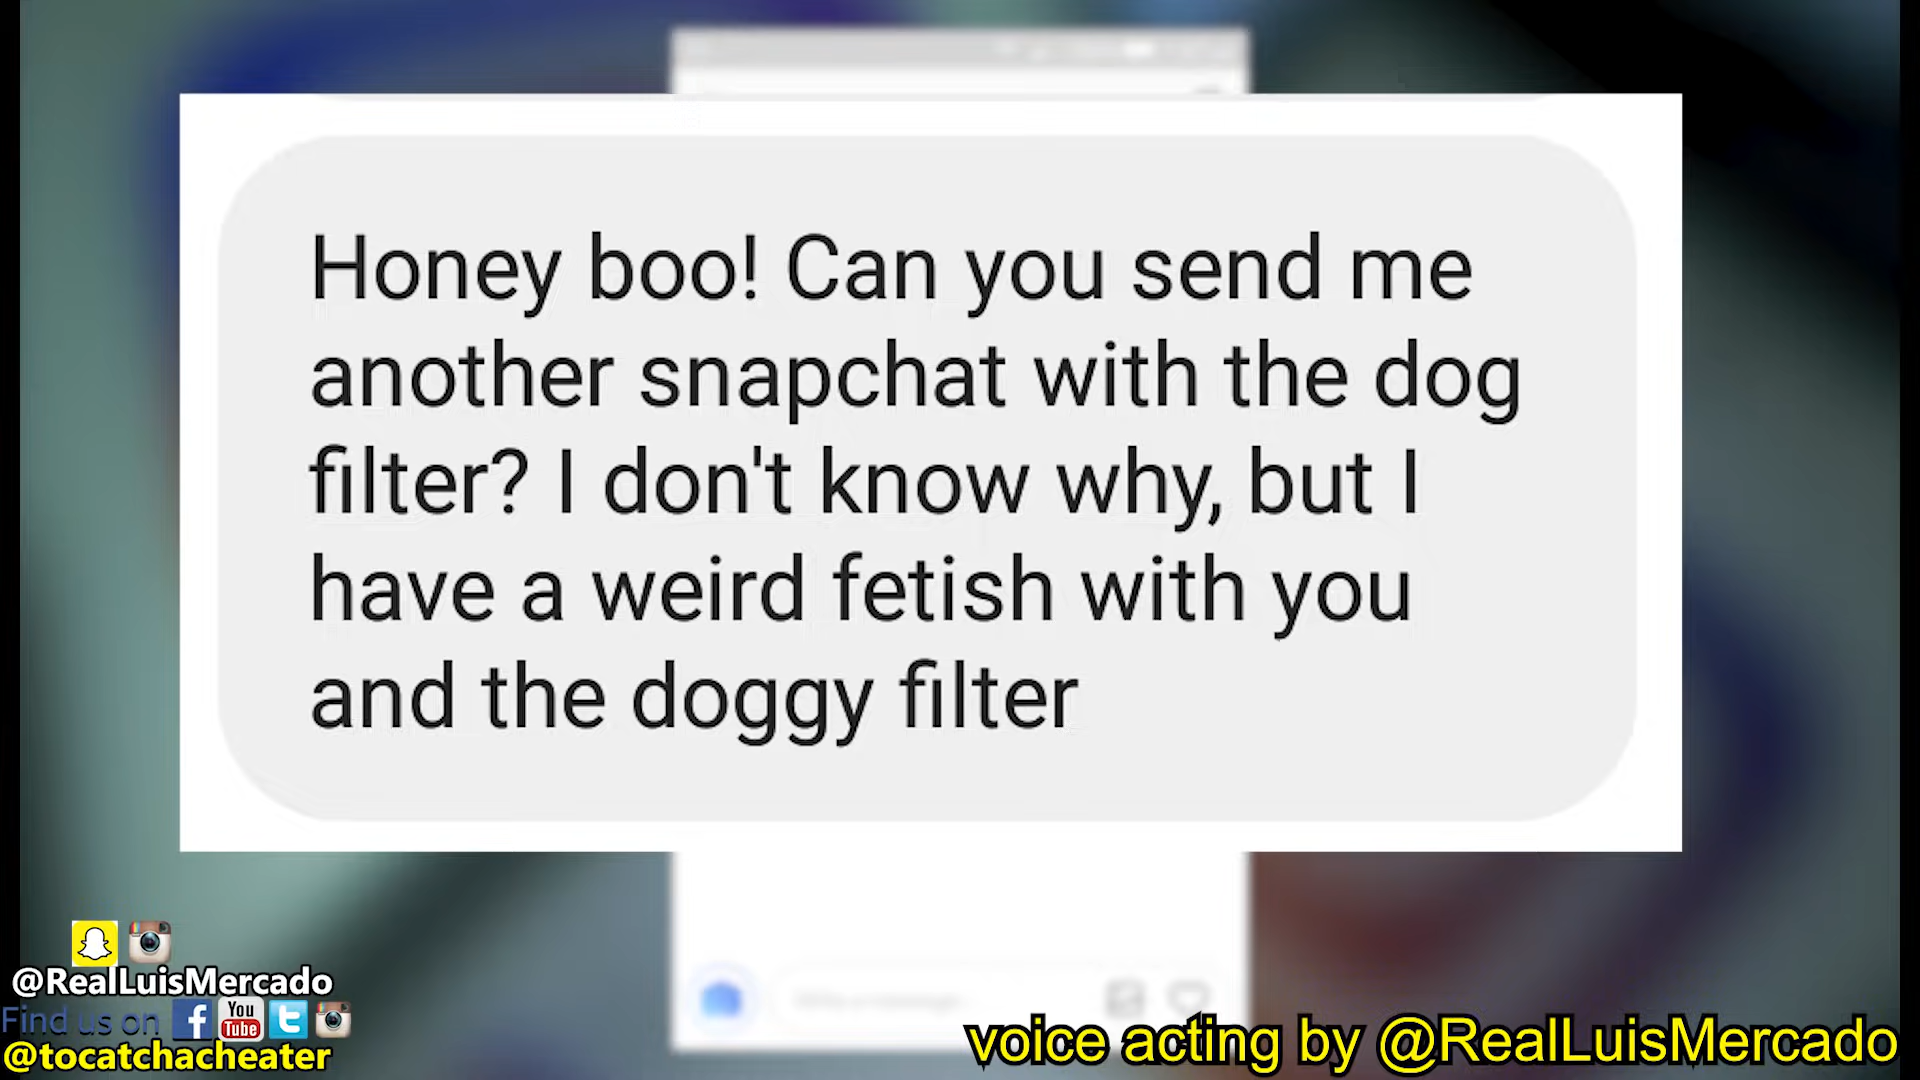 Honey boo! Can you send me
another snapchat with the dog
filter? I don't know why, but I
have a weird fetish with you
and the doggy filter
@RealLuisMercado
Find us on f You Tube
@tocatchacheater
voice acting by @RealLuisMercado